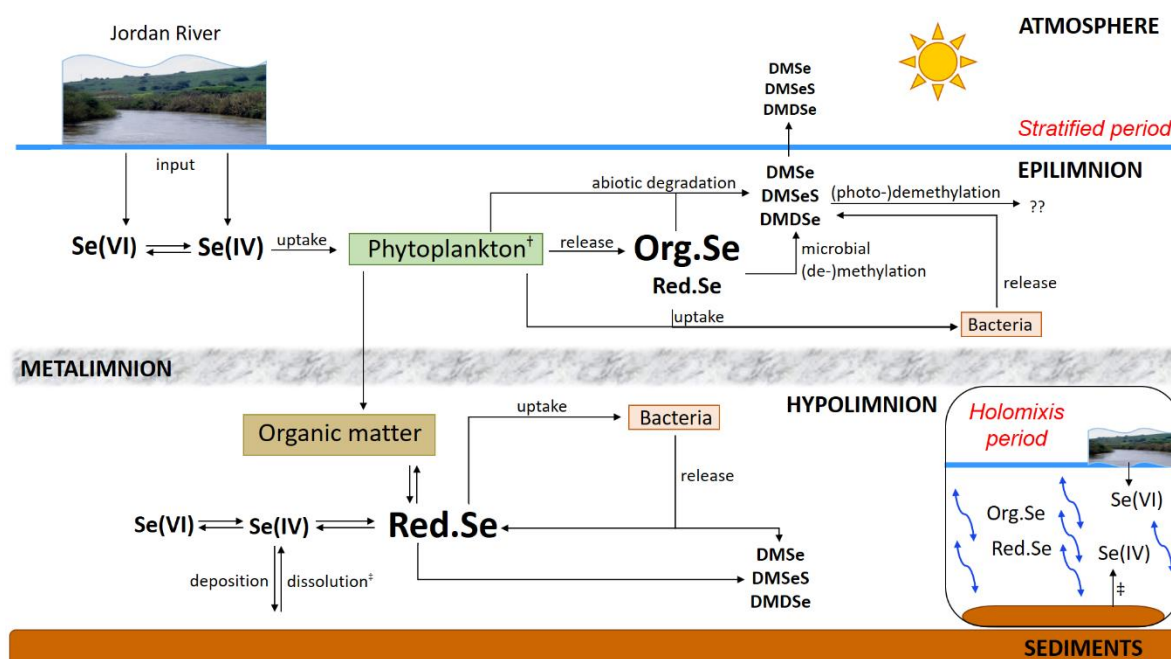 Jordan River
ATMOSPHERE
DMSe
DMSeS
DMDSe
Stratified period
input
EPILIMNION
abiotic degradation
DMSe
DMSeS
DMDSe
(photo-)demethylation
??
Se(VI)
Se(IV)
uptake
Phytoplankton†
release
Org.Se
Red.Se
microbial
(de-)methylation
release
uptake
Bacteria
METALIMNION
HYPOLIMNION
Organic matter
uptake
Bacteria
release
Se(VI)
Se(IV)
Red.Se
deposition
dissolution‡
DMSe
DMSeS
DMDSe
Holomixis
period
Se(VI)
Org.Se
Red.Se
Se(IV)
‡
SEDIMENTS